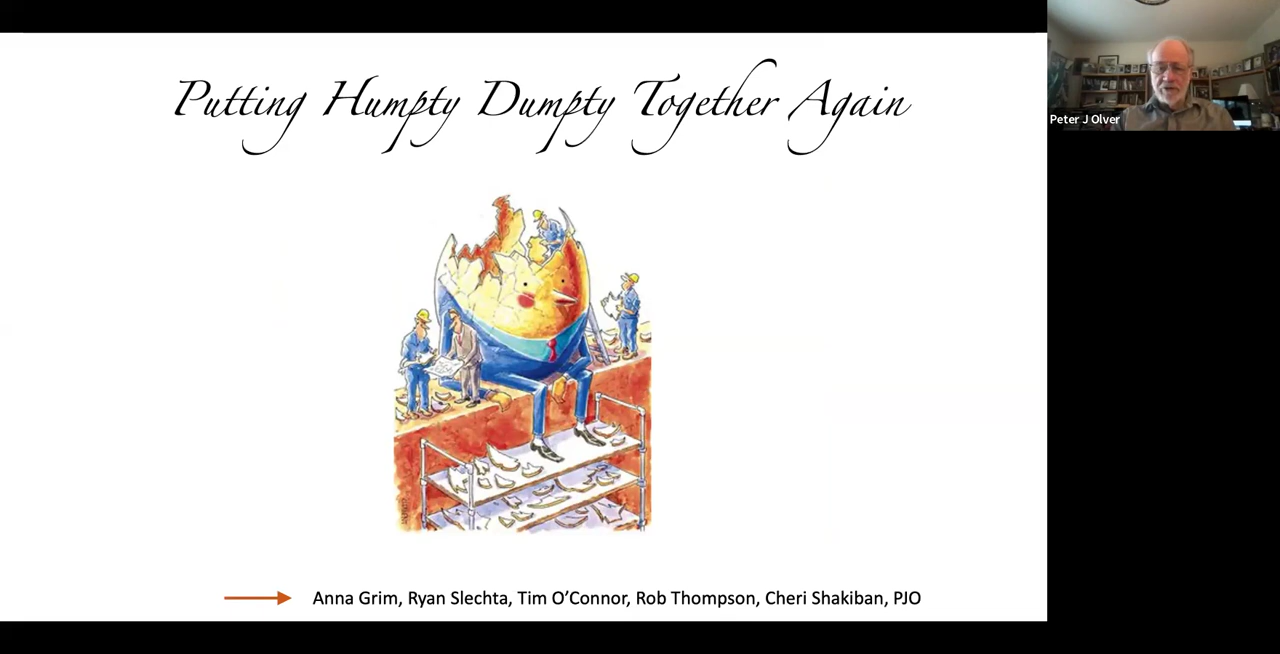 Putting Humpty Dumpty Together Again
Peter J Olver
Anna Grim, Ryan Slechta, Tim O'Connor, Rob Thompson, Cheri Shakiban, PJO